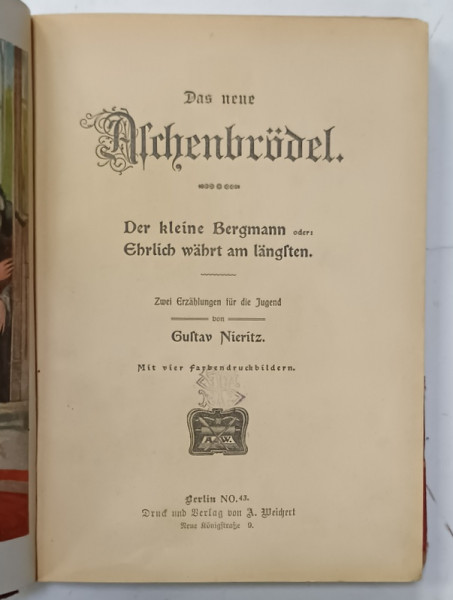 Das neue
Aſchenbrödel.
Der kleine Bergmann oder:
Ehrlich währt am längſten.
Zwei Erzählungen für die Jugend
von
Guſtav Nieritz.
Mit vier Farbendruckbildern.
A.W.
Berlin NO. 43.
Druck und Verlag von A. Weichert
Neue Königſtraße 9.